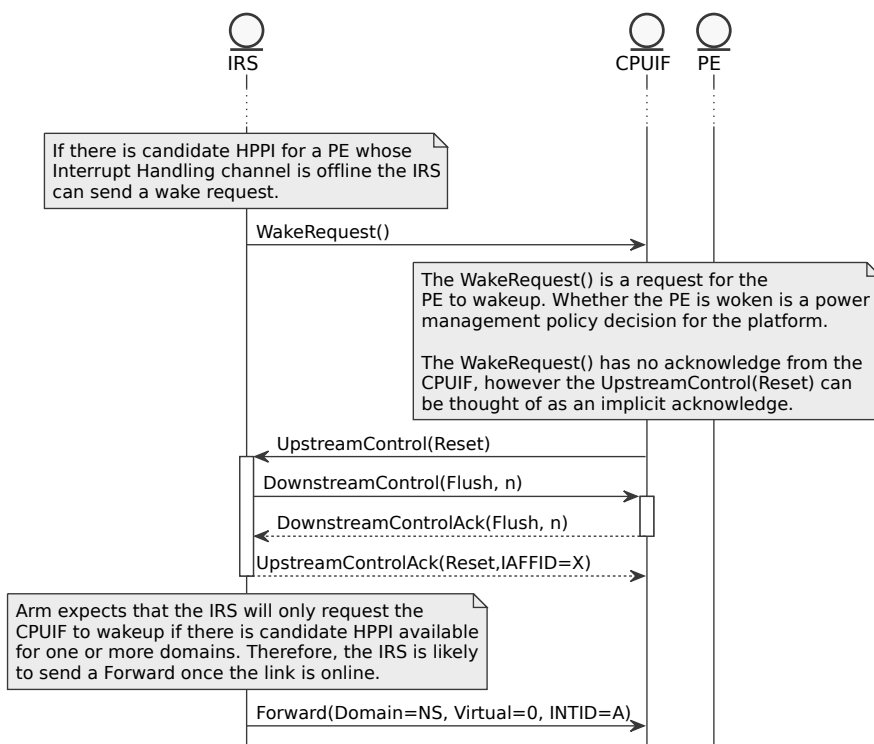 IRS
CPUIF
PE
If there is candidate HPPI for a PE whose
Interrupt Handling channel is offline the IRS
can send a wake request.
WakeRequest()
The WakeRequest() is a request for the
PE to wakeup. Whether the PE is woken is a power
management policy decision for the platform.
The WakeRequest() has no acknowledge from the
CPUIF, however the UpstreamControl(Reset) can
be thought of as an implicit acknowledge.
UpstreamControl(Reset)
DownstreamControl(Flush, n)
DownstreamControlAck(Flush, n)
UpstreamControlAck(Reset,IAFFID=X)
Arm expects that the IRS will only request the
CPUIF to wakeup if there is candidate HPPI available
for one or more domains. Therefore, the IRS is likely
to send a Forward once the link is online.
Forward(Domain=NS, Virtual=0, INTID=A)